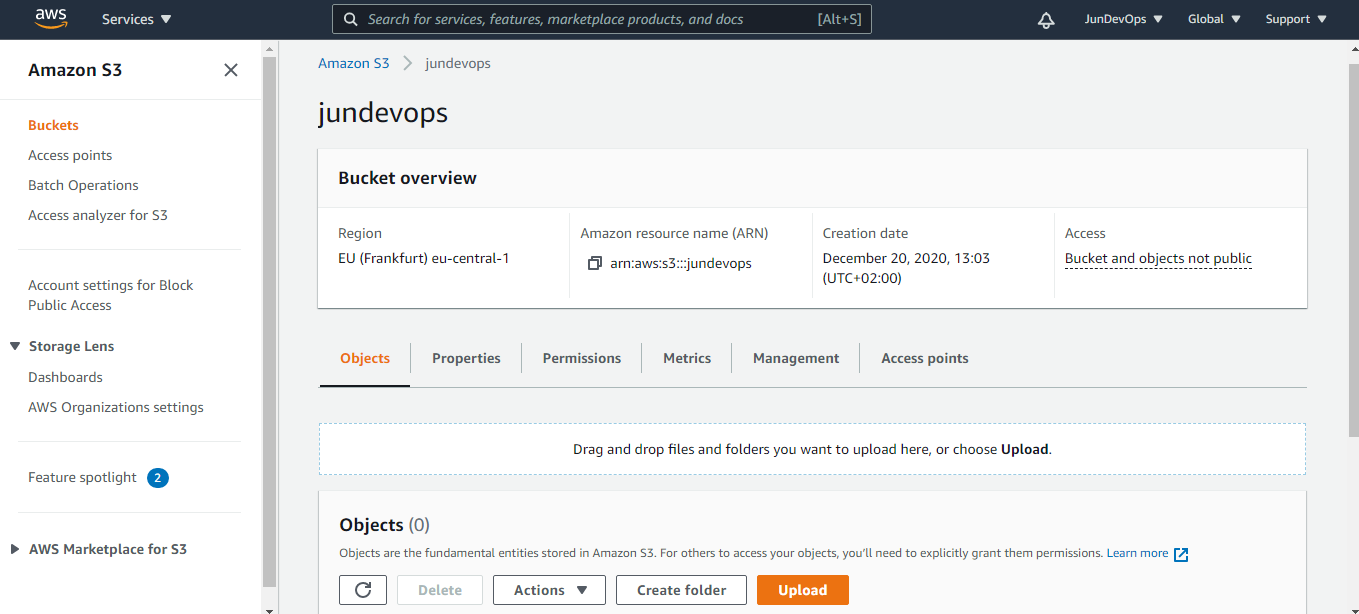 aws Services Search for services, features, marketplace products, and docs [Alt+S] JunDevOps Global Support
Amazon S3
Buckets
Access points
Batch Operations
Access analyzer for S3
Account settings for Block
Public Access
Storage Lens
Dashboards
AWS Organizations settings
Feature spotlight 2
AWS Marketplace for S3
Amazon S3 jundevops
jundevops
Bucket overview
Region
EU (Frankfurt) eu-central-1
Amazon resource name (ARN)
arn:aws:s3:::jundevops
Creation date
December 20, 2020, 13:03
(UTC+02:00)
Access
Bucket and objects not public
Objects Properties Permissions Metrics Management Access points
Drag and drop files and folders you want to upload here, or choose Upload.
Objects (0)
Objects are the fundamental entities stored in Amazon S3. For others to access your objects, you'll need to explicitly grant them permissions. Learn more
Delete Actions Create folder Upload